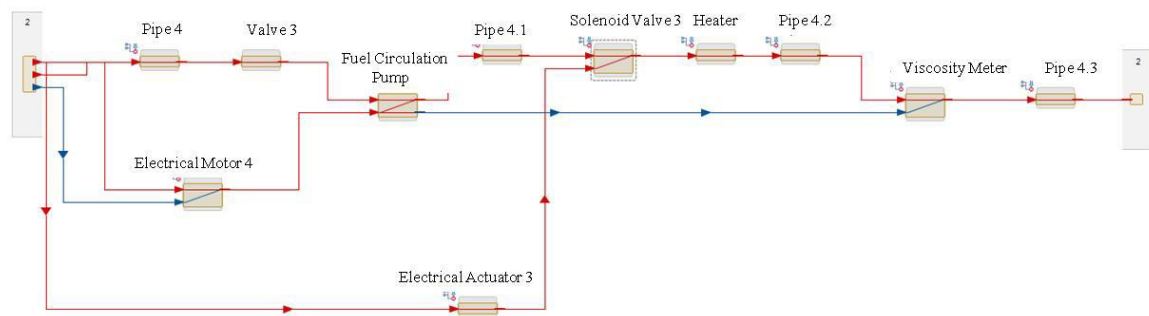 2
Pipe 4
Valve 3
Fuel Circulation
Pump
Pipe 4.1
Solenoid Valve 3
Heater
Pipe 4.2
2
Viscosity Meter
Pipe 4.3
Electrical Motor 4
Electrical Actuator 3